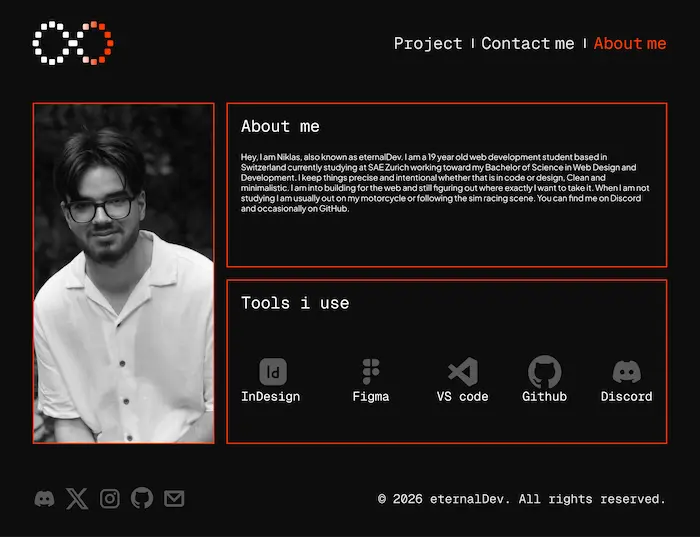 Project | Contact me | About me
About me
Hey, I am Niklas, also known as eternalDev. I am a 19 year old web development student based in
Switzerland currently studying at SAE Zurich working toward my Bachelor of Science in Web Design and
Development. I keep things precise and intentional whether that is in code or design, Clean and
minimalistic. I am into building for the web and still figuring out where exactly I want to take it. When I am not
studying I am usually out on my motorcycle or following the sim racing scene. You can find me on Discord
and occasionally on GitHub.
Tools i use
Id
InDesign Figma VS code Github Discord
© 2026 eternalDev. All rights reserved.